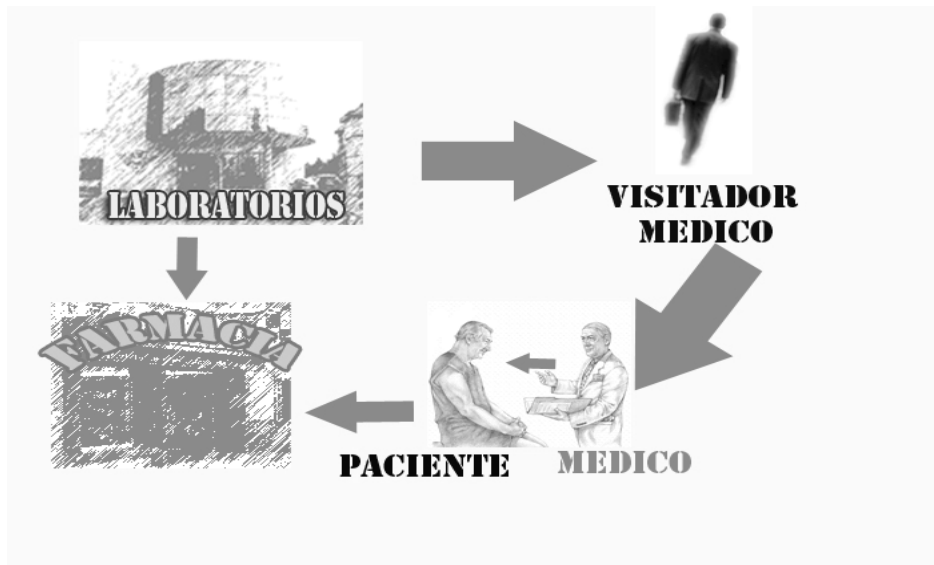 LABORATORIOS
VISITADOR
MEDICO
FARMACIA
PACIENTE
MEDICO